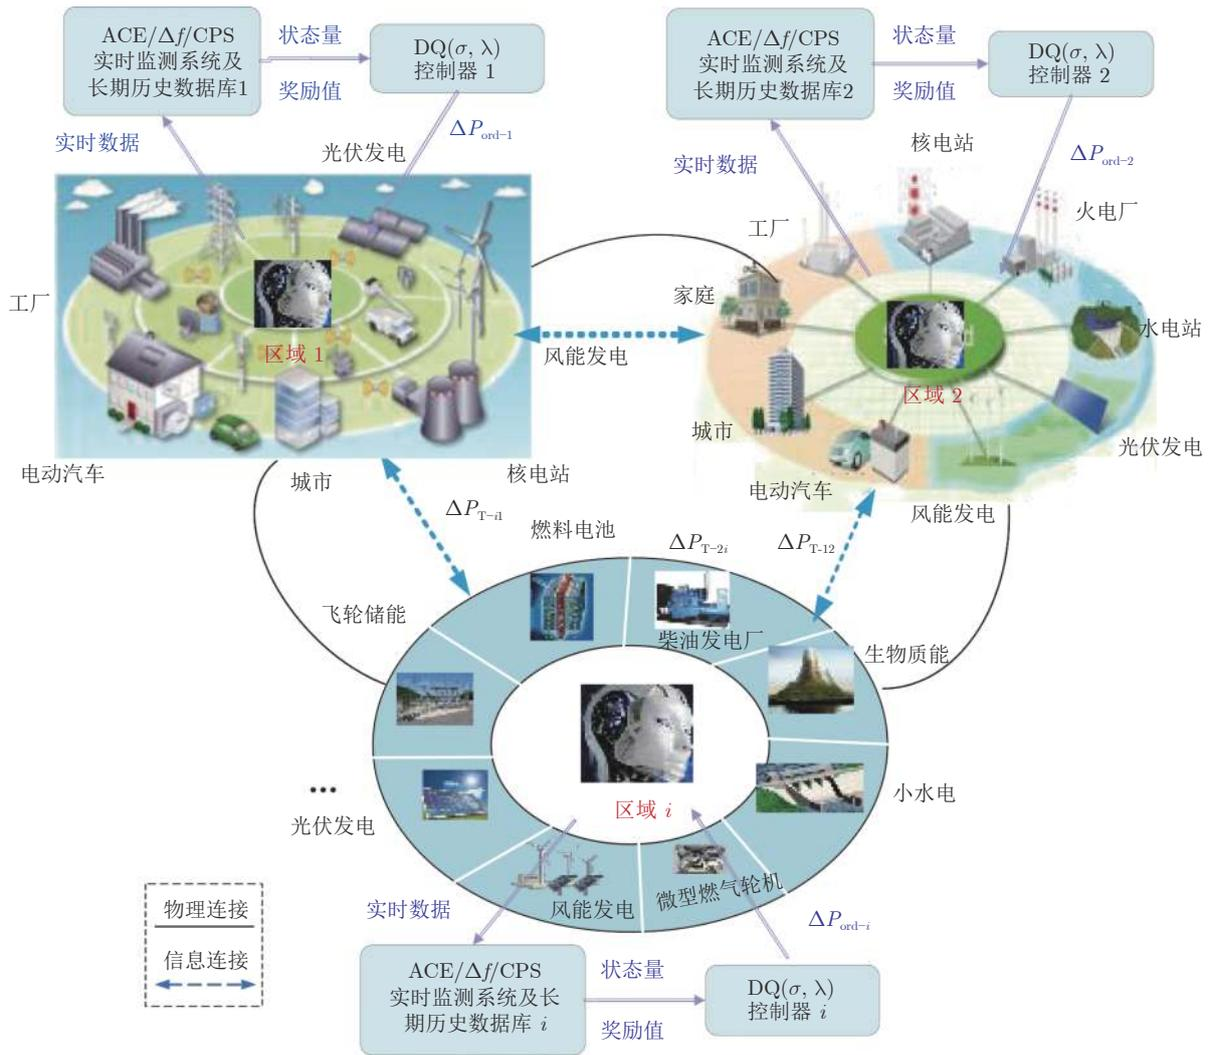 ACE/Δf/CPS
实时监测系统及
长期历史数据库1
状态量
奖励值
DQ(σ, λ)
控制器 1
ACE/Δf/CPS
实时监测系统及
长期历史数据库2
状态量
奖励值
DQ(σ, λ)
控制器 2
实时数据
光伏发电
ΔP_ord−1
实时数据
核电站
ΔP_ord−2
工厂
火电厂
工厂
区域 1
风能发电
家庭
水电站
区域 2
城市
光伏发电
电动汽车
风能发电
电动汽车
城市
核电站
ΔP_T−i1
燃料电池
ΔP_T−2i
ΔP_T-12
飞轮储能
柴油发电厂
生物质能
区域 i
小水电
...
光伏发电
风能发电
微型燃气轮机
物理连接
信息连接
实时数据
ΔP_ord−i
ACE/Δf/CPS
实时监测系统及长
期历史数据库 i
状态量
奖励值
DQ(σ, λ)
控制器 i